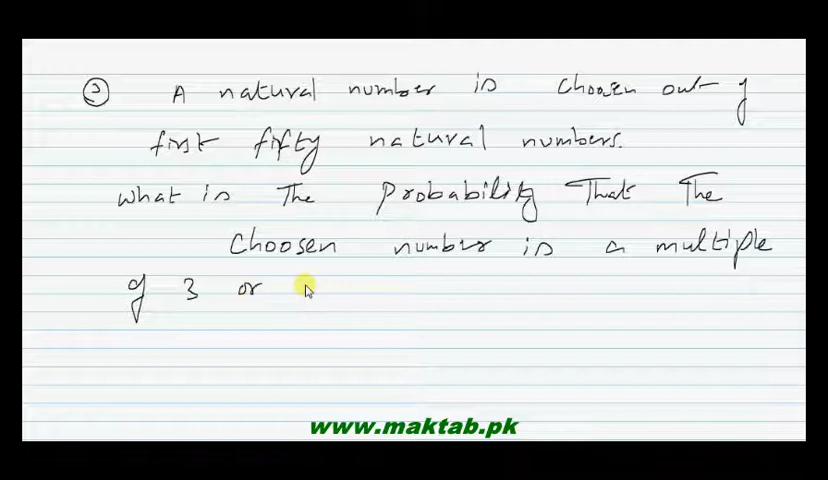 ③ A natural number is choosen out of
first fifty natural numbers.
what is The Probability That The
Choosen number is a multiple
of 3 or
www.maktab.pk